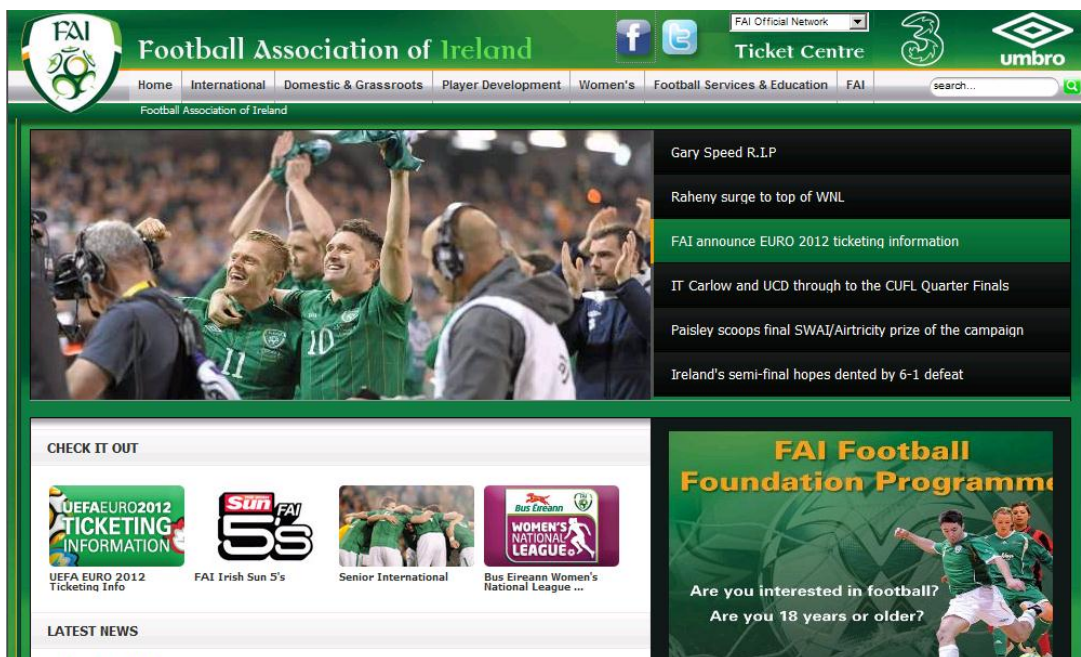 FAI
Football Association of Ireland
f
t
FAI Official Network
Ticket Centre
3
umbro
Home International Domestic & Grassroots Player Development Women's Football Services & Education FAI search...
Football Association of Ireland
11
10
Gary Speed R.I.P
Raheny surge to top of WNL
FAI announce EURO 2012 ticketing information
IT Carlow and UCD through to the CUFL Quarter Finals
Paisley scoops final SWAI/Airtricity prize of the campaign
Ireland's semi-final hopes dented by 6-1 defeat
CHECK IT OUT
UEFAEURO2012
TICKETING
INFORMATION
UEFA EURO 2012
Ticketing Info
Sun FAI
5's
FAI Irish Sun 5's
Senior International
Bus Éireann
WOMEN'S
NATIONAL
LEAGUE
Bus Eireann Women's
National League ...
LATEST NEWS
FAI Football
Foundation Programme
Are you interested in football?
Are you 18 years or older?